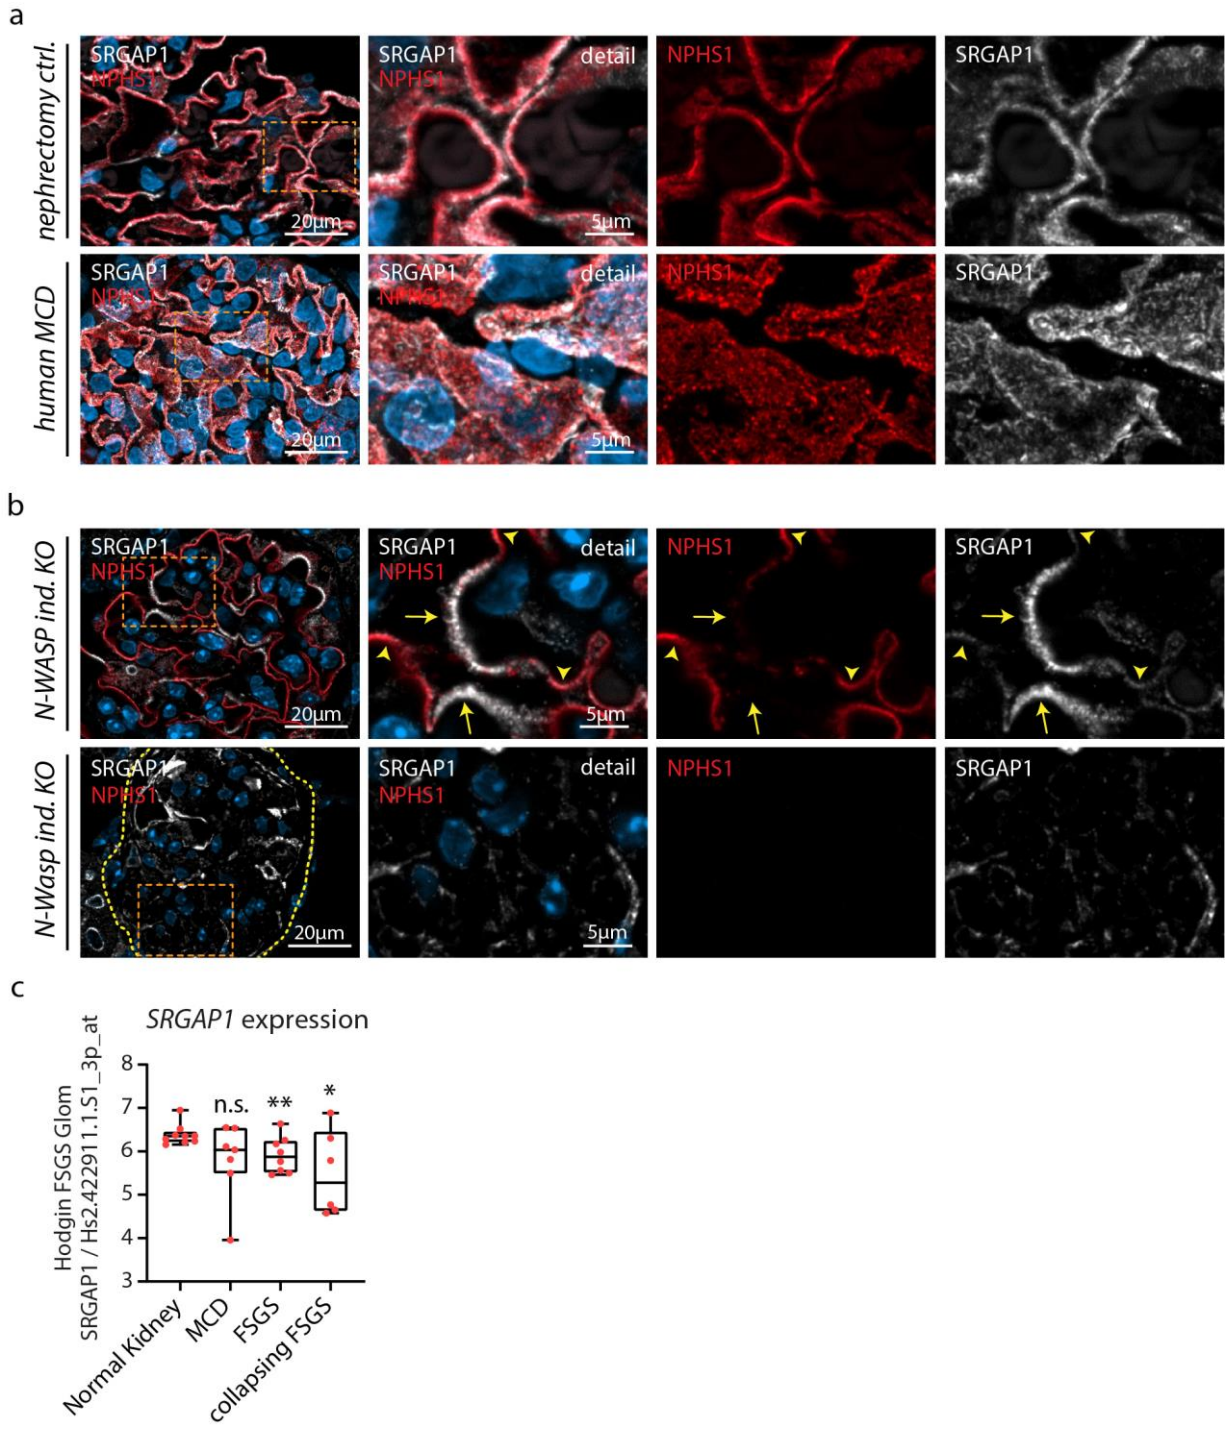 a
nephrectomy ctrl.
SRGAP1
NPHS1
20μm
SRGAP1
NPHS1
detail
5μm
NPHS1
SRGAP1
human MCD
SRGAP1
NPHS1
20μm
SRGAP1
NPHS1
detail
5μm
NPHS1
SRGAP1
b
N-WASP ind. KO
SRGAP1
NPHS1
20μm
SRGAP1
NPHS1
detail
5μm
NPHS1
SRGAP1
N-Wasp ind. KO
SRGAP1
NPHS1
20μm
SRGAP1
NPHS1
detail
5μm
NPHS1
SRGAP1
c
SRGAP1 expression
Hodgin FSGS Glom
SRGAP1 / Hs2.422911.1.S1_3p_at
8
7
6
5
4
3
n.s.
**
*
Normal Kidney
MCD
FSGS
collapsing FSGS